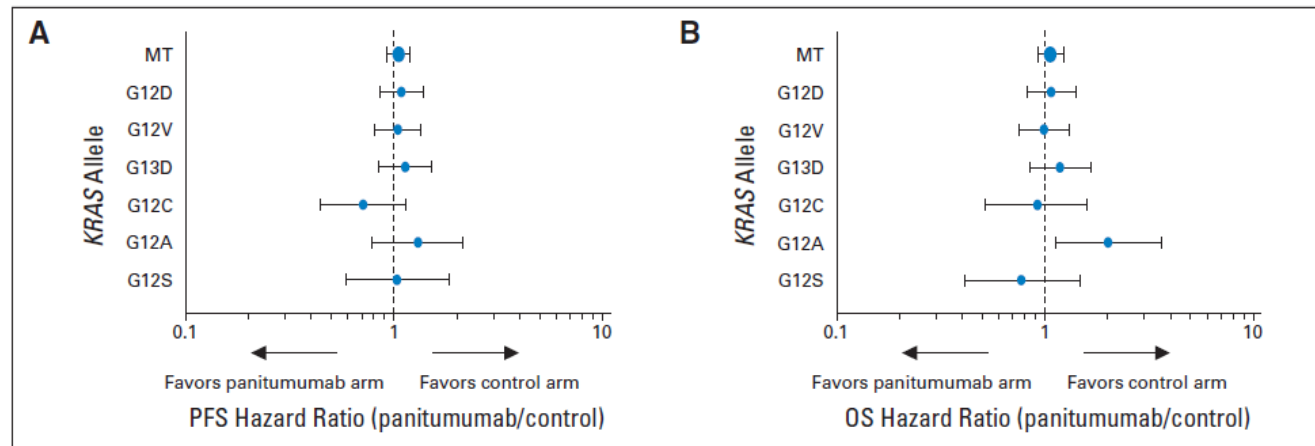 A
KRAS Allele
MT
G12D
G12V
G13D
G12C
G12A
G12S
0.1 1 10
Favors panitumumab arm Favors control arm
PFS Hazard Ratio (panitumumab/control)
B
KRAS Allele
MT
G12D
G12V
G13D
G12C
G12A
G12S
0.1 1 10
Favors panitumumab arm Favors control arm
OS Hazard Ratio (panitumumab/control)